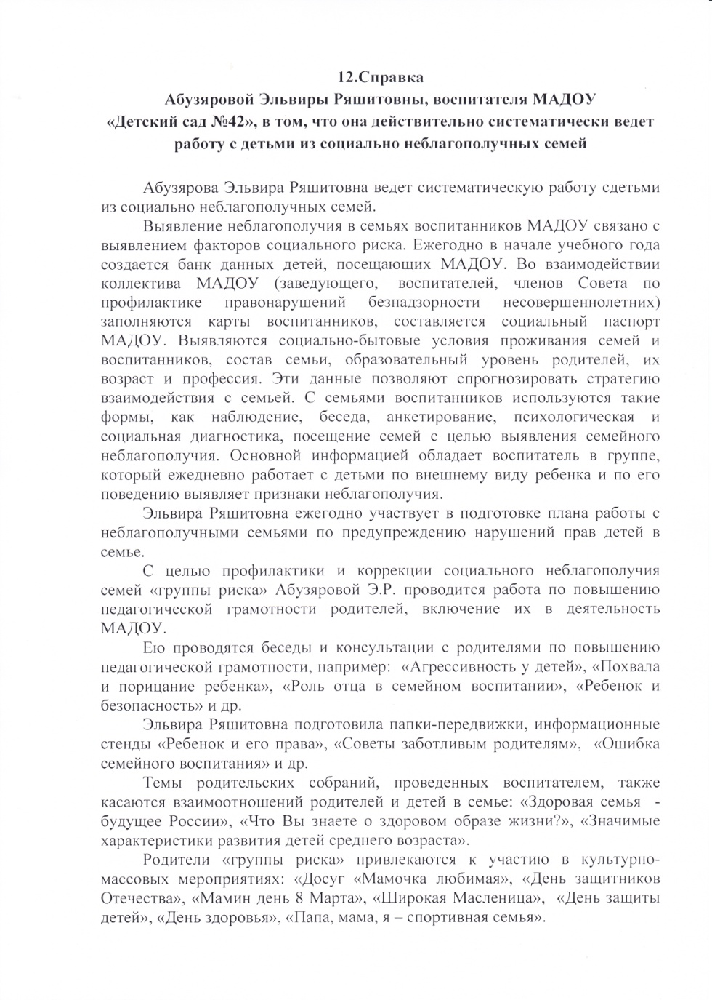 12.Справка
Абузяровой Эльвиры Ряшитовны, воспитателя МАДОУ
«Детский сад №42», в том, что она действительно систематически ведет
работу с детьми из социально неблагополучных семей
Абузярова Эльвира Ряшитовна ведет систематическую работу сдетьми
из социально неблагополучных семей.
Выявление неблагополучия в семьях воспитанников МАДОУ связано с
выявлением факторов социального риска. Ежегодно в начале учебного года
создается банк данных детей, посещающих МАДОУ. Во взаимодействии
коллектива МАДОУ (заведующего, воспитателей, членов Совета по
профилактике правонарушений безнадзорности несовершеннолетних)
заполняются карты воспитанников, составляется социальный паспорт
МАДОУ. Выявляются социально-бытовые условия проживания семей и
воспитанников, состав семьи, образовательный уровень родителей, их
возраст и профессия. Эти данные позволяют спрогнозировать стратегию
взаимодействия с семьей. С семьями воспитанников используются такие
формы, как наблюдение, беседа, анкетирование, психологическая и
социальная диагностика, посещение семей с целью выявления семейного
неблагополучия. Основной информацией обладает воспитатель в группе,
который ежедневно работает с детьми по внешнему виду ребенка и по его
поведению выявляет признаки неблагополучия.
Эльвира Ряшитовна ежегодно участвует в подготовке плана работы с
неблагополучными семьями по предупреждению нарушений прав детей в
семье.
С целью профилактики и коррекции социального неблагополучия
семей «группы риска» Абузяровой Э.Р. проводится работа по повышению
педагогической грамотности родителей, включение их в деятельность
МАДОУ.
Ею проводятся беседы и консультации с родителями по повышению
педагогической грамотности, например: «Агрессивность у детей», «Похвала
и порицание ребенка», «Роль отца в семейном воспитании», «Ребенок и
безопасность» и др.
Эльвира Ряшитовна подготовила папки-передвижки, информационные
стенды «Ребенок и его права», «Советы заботливым родителям», «Ошибка
семейного воспитания» и др.
Темы родительских собраний, проведенных воспитателем, также
касаются взаимоотношений родителей и детей в семье: «Здоровая семья -
будущее России», «Что Вы знаете о здоровом образе жизни?», «Значимые
характеристики развития детей среднего возраста».
Родители «группы риска» привлекаются к участию в культурно-
массовых мероприятиях: «Досуг «Мамочка любимая», «День защитников
Отечества», «Мамин день 8 Марта», «Широкая Масленица», «День защиты
детей», «День здоровья», «Папа, мама, я – спортивная семья».